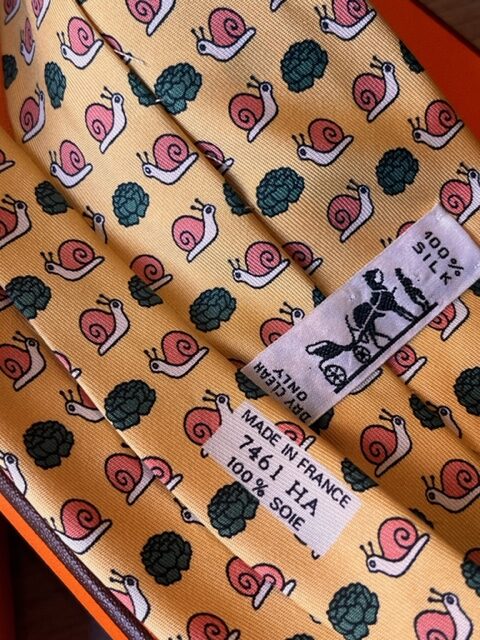 100%
SILK
DRY CLEAN
ONLY
MADE IN FRANCE
7461 HA
100% SOIE